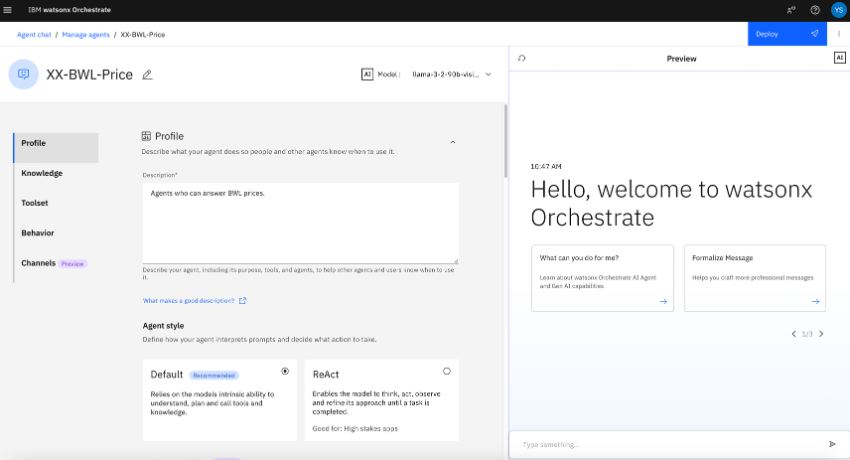 IBM watsonx Orchestrate
YS
Agent chat / Manage agents / XX-BWL-Price
Deploy
XX-BWL-Price
AI Model : llama-3-2-90b-visi...
Preview
AI
Profile
Knowledge
Toolset
Behavior
Channels Preview
Profile
Describe what your agent does so people and other agents know when to use it.
Description*
Agents who can answer BWL prices.
Describe your agent, including its purpose, tools, and agents, to help other agents and users know when to use
it.
What makes a good description?
Agent style
Define how your agent interprets prompts and decide what action to take.
Default Recommended
Relies on the models intrinsic ability to
understand, plan and call tools and
knowledge.
ReAct
Enables the model to think, act, observe
and refine its approach until a task is
completed.
Good for: High stakes apps
10:47 AM
Hello, welcome to watsonx
Orchestrate
What can you do for me?
Learn about watsonx Orchestrate AI Agent
and Gen AI capabilities
Formalize Message
Helps you craft more professional messages
1/3
Type something...